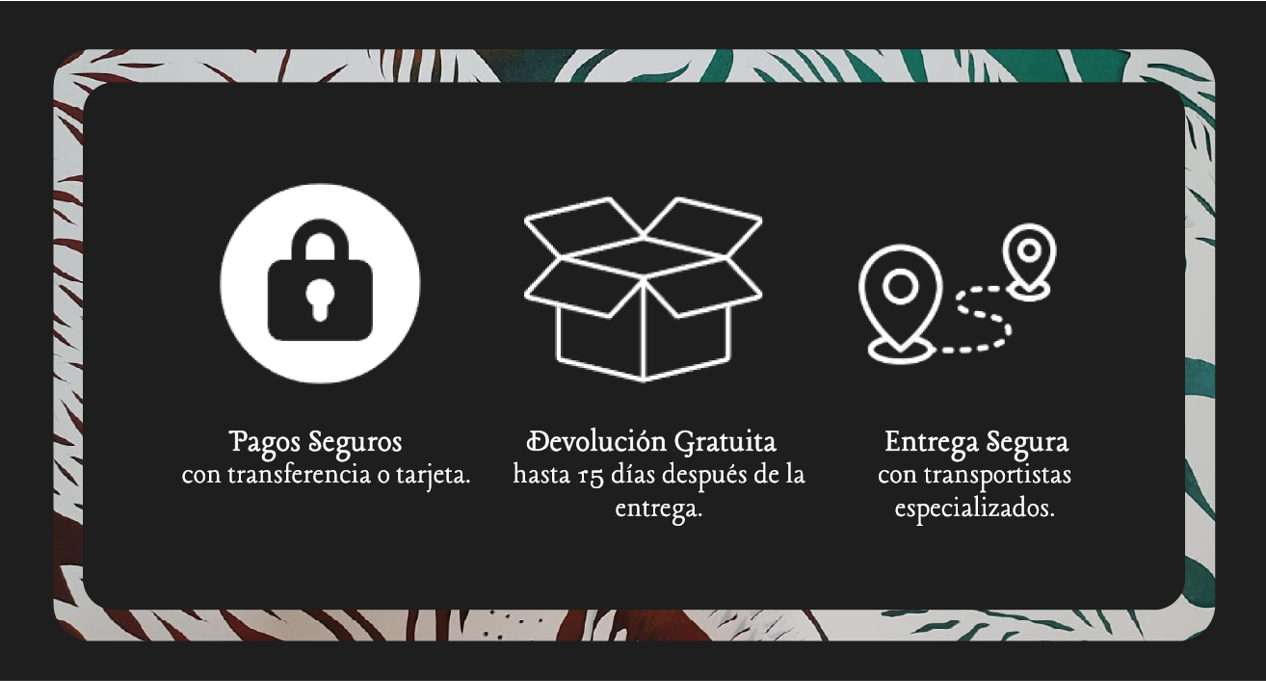 Pagos Seguros
con transferencia o tarjeta.
Devolución Gratuita
hasta 15 días después de la
entrega.
Entrega Segura
con transportistas
especializados.